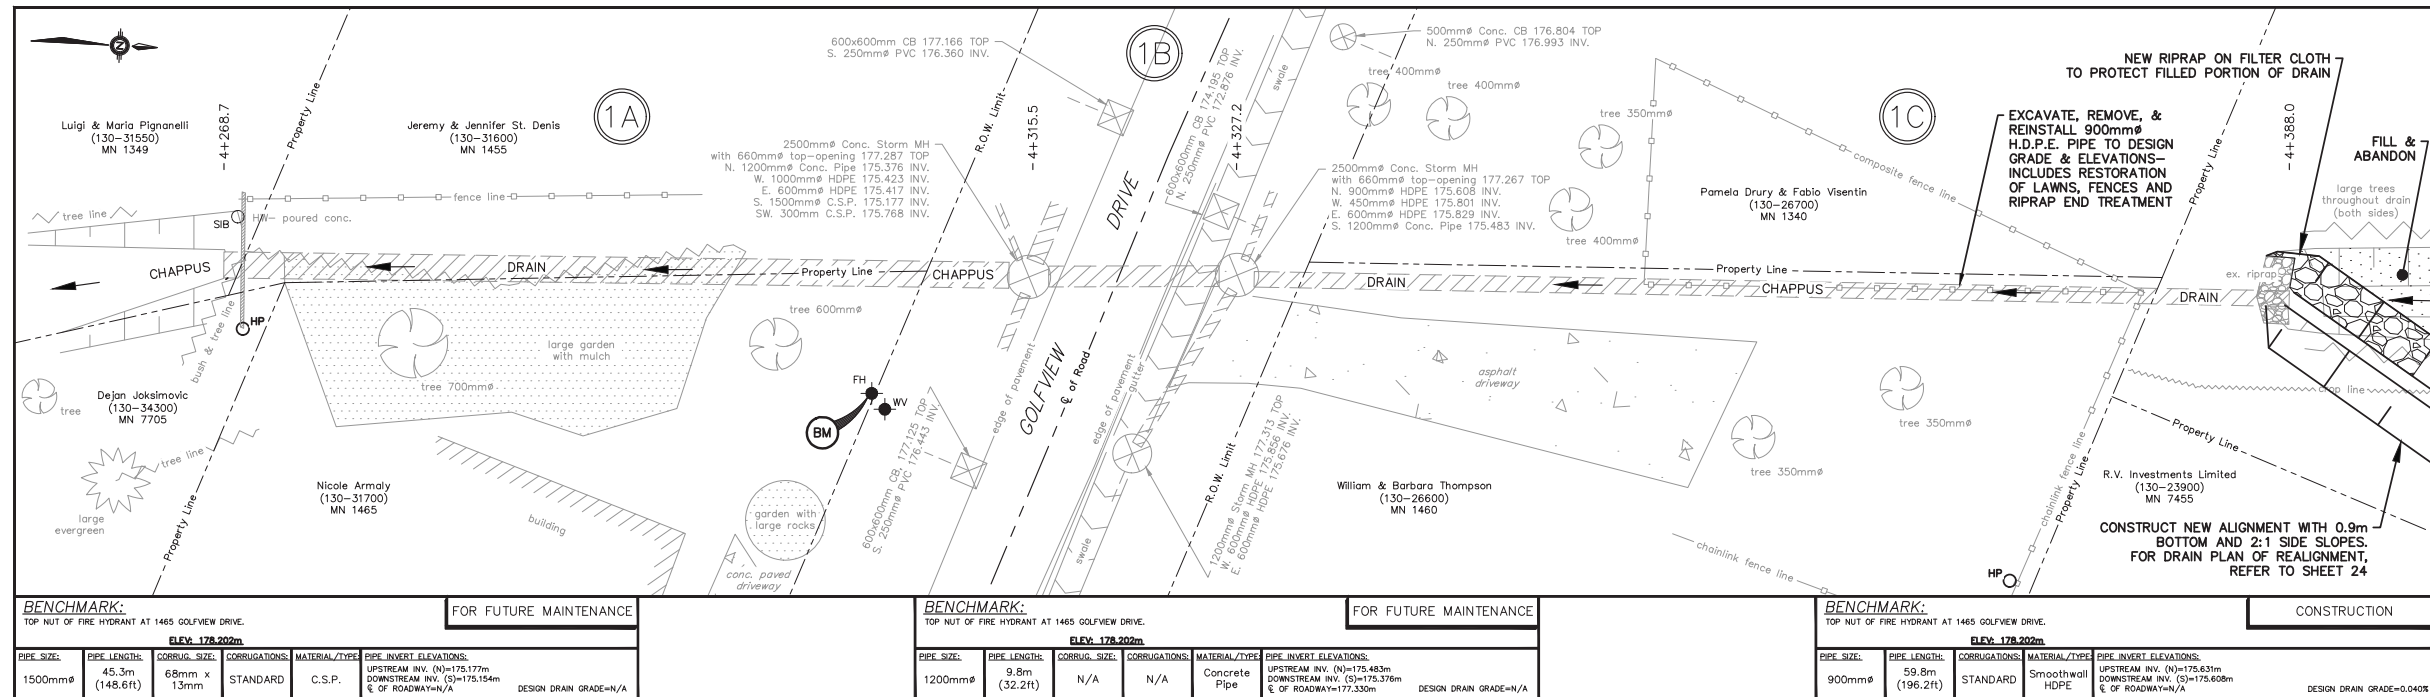 Z
Luigi & Maria Pignanelli
(130-31550)
MN 1349
4+268.7
Property Line
Jeremy & Jennifer St. Denis
(130-31600)
MN 1455
1A
600x600mm CB 177.166 TOP
S. 250mmø PVC 176.360 INV.
R.O.W. Limit
4+315.5
1B
2500mmø Conc. Storm MH
with 660mmø top-opening 177.287 TOP
N. 1200mmø Conc. Pipe 175.376 INV.
W. 1000mmø HDPE 175.423 INV.
E. 600mmø HDPE 175.417 INV.
S. 1500mmø C.S.P. 175.177 INV.
SW. 300mm C.S.P. 175.768 INV.
DRIVE
600x600mm CB 174.195 TOP
N. 250mmø PVC 172.876 INV.
swale
4+327.2
500mmø Conc. CB 176.804 TOP
N. 250mmø PVC 176.993 INV.
tree 400mmø
tree 400mmø
2500mmø Conc. Storm MH
with 660mmø top-opening 177.267 TOP
N. 900mmø HDPE 175.608 INV.
W. 450mmø HDPE 175.801 INV.
E. 600mmø HDPE 175.829 INV.
S. 1200mmø Conc. Pipe 175.483 INV.
tree 350mmø
tree 400mmø
composite fence line
1C
Pamela Drury & Fabio Visentin
(130-26700)
MN 1340
NEW RIPRAP ON FILTER CLOTH
TO PROTECT FILLED PORTION OF DRAIN
EXCAVATE, REMOVE, &
REINSTALL 900mmø
H.D.P.E. PIPE TO DESIGN
GRADE & ELEVATIONS-
INCLUDES RESTORATION
OF LAWNS, FENCES AND
RIPRAP END TREATMENT
Property Line
4+388.0
FILL &
ABANDON
large trees
throughout drain
(both sides)
tree line
SIB
HW- poured conc.
fence line
CHAPPUS
DRAIN
Property Line
CHAPPUS
DRAIN
Property Line
CHAPPUS
DRAIN
ex. riprap
bush & tree line
HP
tree 700mmø
large garden
with mulch
tree 600mmø
FH
WV
BM
edge of pavement
GOLFVIEW
℄ of Road
edge of pavement
gutter
asphalt
driveway
tree 350mmø
tree 350mmø
crop line
Property Line
tree
Dejan Joksimovic
(130-34300)
MN 7705
tree line
large
evergreen
Property Line
Nicole Armaly
(130-31700)
MN 1465
building
garden with
large rocks
conc. paved
driveway
600x600mm CB, 177.125 TOP
S. 250mmø PVC 176.443 INV.
swale
1200mmø Storm MH 177.313 TOP
W. 600mmø HDPE 175.856 INV.
E. 600mmø HDPE 175.676 INV.
R.O.W. Limit
William & Barbara Thompson
(130-26600)
MN 1460
chainlink fence line
chainlink fence line
Property Line
HP
R.V. Investments Limited
(130-23900)
MN 7455
CONSTRUCT NEW ALIGNMENT WITH 0.9m
BOTTOM AND 2:1 SIDE SLOPES.
FOR DRAIN PLAN OF REALIGNMENT,
REFER TO SHEET 24
BENCHMARK:
TOP NUT OF FIRE HYDRANT AT 1465 GOLFVIEW DRIVE.
ELEV: 178.202m
FOR FUTURE MAINTENANCE
PIPE SIZE: PIPE LENGTH: CORRUG. SIZE: CORRUGATIONS: MATERIAL/TYPE: PIPE INVERT ELEVATIONS:
1500mmø 45.3m (148.6ft) 68mm x 13mm STANDARD C.S.P.
UPSTREAM INV. (N)=175.177m
DOWNSTREAM INV. (S)=175.154m
℄ OF ROADWAY=N/A DESIGN DRAIN GRADE=N/A
BENCHMARK:
TOP NUT OF FIRE HYDRANT AT 1465 GOLFVIEW DRIVE.
ELEV: 178.202m
FOR FUTURE MAINTENANCE
PIPE SIZE: PIPE LENGTH: CORRUG. SIZE: CORRUGATIONS: MATERIAL/TYPE: PIPE INVERT ELEVATIONS:
1200mmø 9.8m (32.2ft) N/A N/A Concrete Pipe
UPSTREAM INV. (N)=175.483m
DOWNSTREAM INV. (S)=175.376m
℄ OF ROADWAY=177.330m DESIGN DRAIN GRADE=N/A
BENCHMARK:
TOP NUT OF FIRE HYDRANT AT 1465 GOLFVIEW DRIVE.
ELEV: 178.202m
CONSTRUCTION
PIPE SIZE: PIPE LENGTH: CORRUGATIONS: MATERIAL/TYPE: PIPE INVERT ELEVATIONS:
900mmø 59.8m (196.2ft) STANDARD Smoothwall HDPE
UPSTREAM INV. (N)=175.631m
DOWNSTREAM INV. (S)=175.608m
℄ OF ROADWAY=N/A DESIGN DRAIN GRADE=0.040%